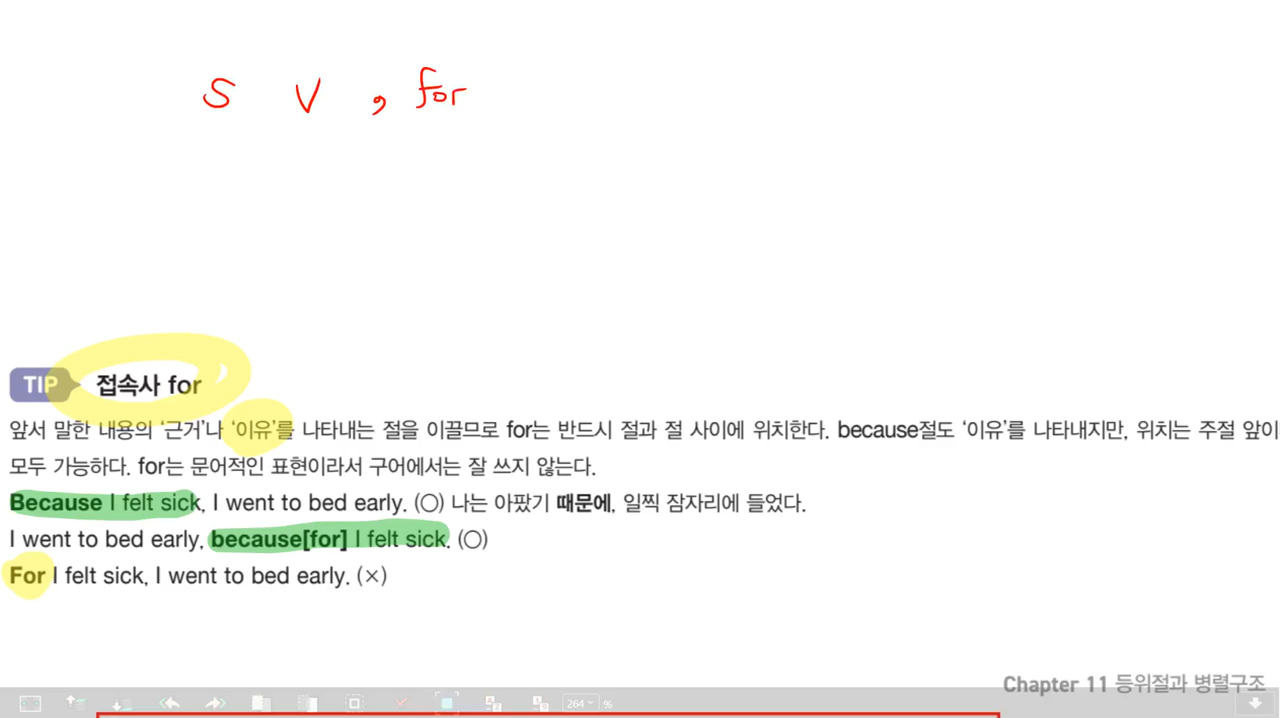 S V , for
TIP 접속사 for
앞서 말한 내용의 ‘근거’나 ‘이유’를 나타내는 절을 이끌므로 for는 반드시 절과 절 사이에 위치한다. because절도 ‘이유’를 나타내지만, 위치는 주절 앞이
모두 가능하다. for는 문어적인 표현이라서 구어에서는 잘 쓰지 않는다.
Because I felt sick, I went to bed early. (○) 나는 아팠기 때문에, 일찍 잠자리에 들었다.
I went to bed early, because[for] I felt sick. (○)
For I felt sick, I went to bed early. (×)
Chapter 11 등위절과 병렬구조
264 %